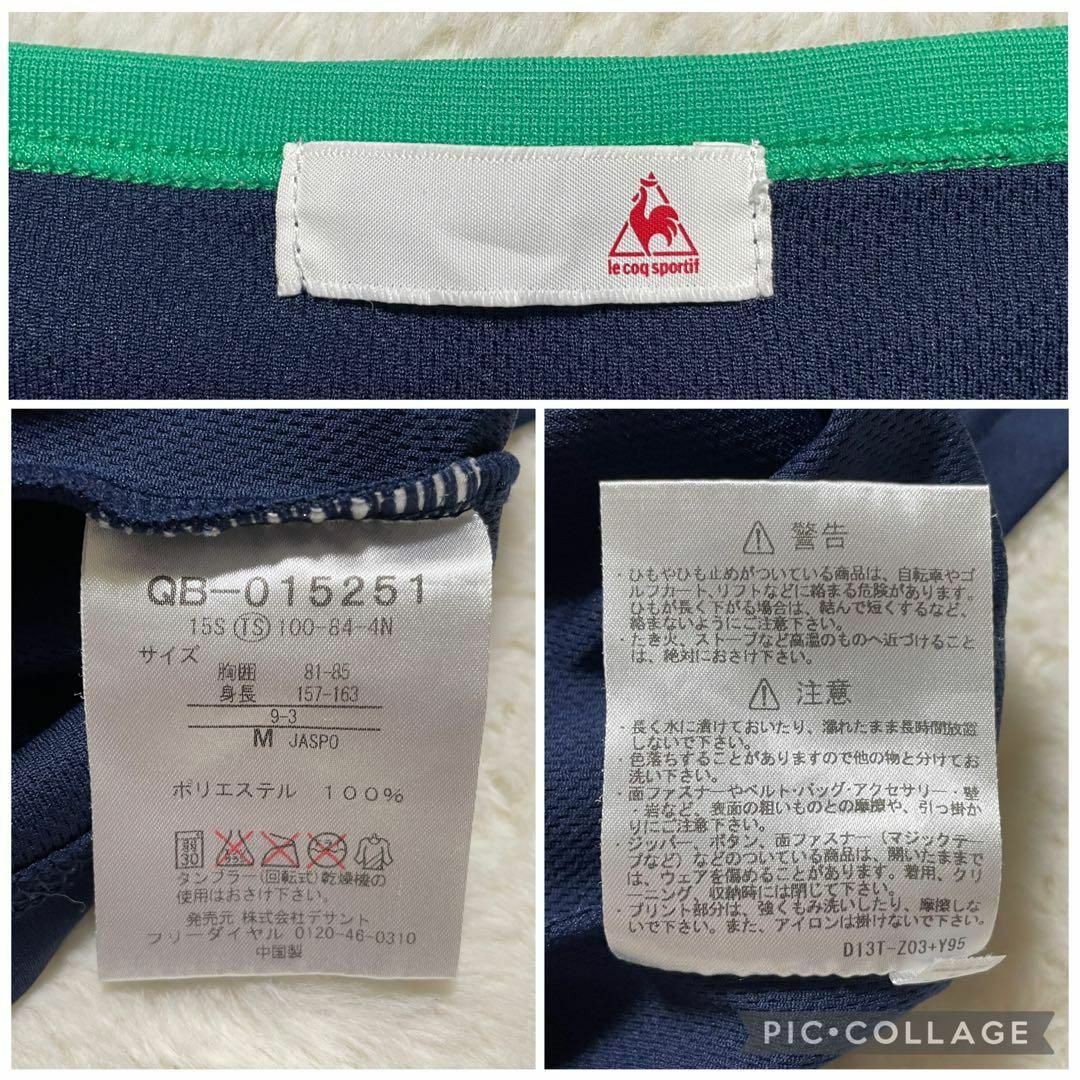 le coq sportif
QB-015251
15S (TS) 100-84-4N
サイズ
胸囲 81-85
身長 157-163
9-3
M JASPO
ポリエステル 100%
弱 30
タンブラー(回転式)乾燥機の
使用はおさけ下さい。
発売元 株式会社デサント
フリーダイヤル 0120-46-0310
中国製
⚠ 警告
・ひもやひも止めがついている商品は、自転車やゴ
ルフカート、リフトなどに絡まる危険があります。
ひもが長く下がる場合は、結んで短くするなど、
絡まないようにご注意下さい。
・たき火、ストーブなど高温のものへ近づけること
は、絶対におさけ下さい。
⚠ 注意
・長く水に漬けておいたり、濡れたまま長時間放置
しないで下さい。
・色落ちすることがありますので他の物と分けてお
洗い下さい。
・面ファスナーやベルト・バッグ・アクセサリー・壁
・岩など、表面の粗いものとの摩擦や、引っ掛か
りにご注意下さい。
・ジッパー、ボタン、面ファスナー(マジックテー
プなど)などのついている商品は、開いたままで
は、ウェアを傷めることがあります。着用、クリ
ーニング、収納時には閉じて下さい。
・プリント部分は、強くもみ洗いしたり、摩擦しな
いで下さい。また、アイロンは掛けないで下さい。
D13T-Z03+Y95
PIC•COLLAGE